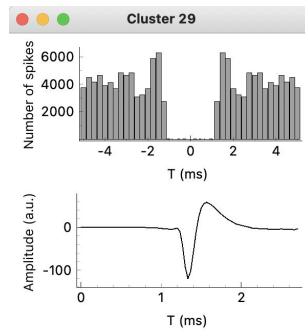 Cluster 29
Number of spikes
6000
4000
2000
-4 -2 0 2 4
T (ms)
Amplitude (a.u.)
0
-100
0 1 2
T (ms)